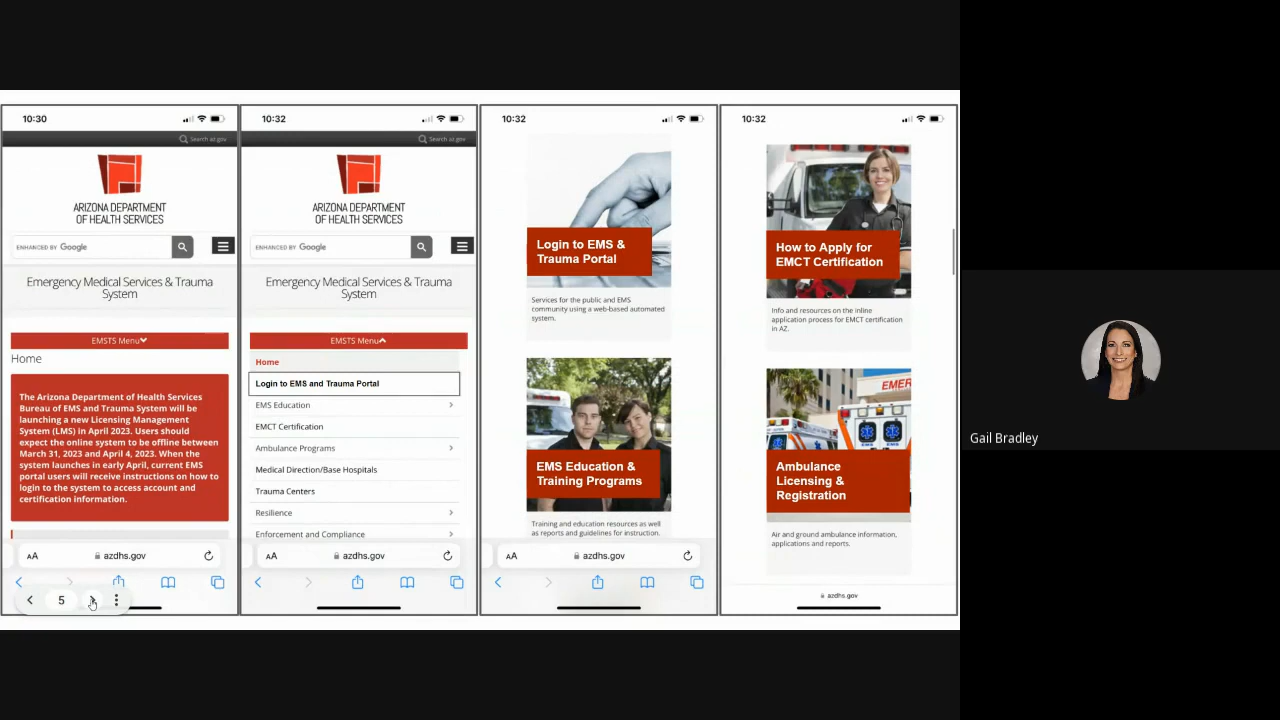 10:30
Search az.gov
ARIZONA DEPARTMENT
OF HEALTH SERVICES
ENHANCED BY Google
Emergency Medical Services & Trauma
System
EMSTS Menu
Home
The Arizona Department of Health Services
Bureau of EMS and Trauma System will be
launching a new Licensing Management
System (LMS) in April 2023. Users should
expect the online system to be offline between
March 31, 2023 and April 4, 2023. When the
system launches in early April, current EMS
portal users will receive instructions on how to
login to the system to access account and
certification information.
AA
azdhs.gov
5
10:32
Search az.gov
ARIZONA DEPARTMENT
OF HEALTH SERVICES
ENHANCED BY Google
Emergency Medical Services & Trauma
System
EMSTS Menu
Home
Login to EMS and Trauma Portal
EMS Education
EMCT Certification
Ambulance Programs
Medical Direction/Base Hospitals
Trauma Centers
Resilience
Enforcement and Compliance
AA
azdhs.gov
10:32
Login to EMS &
Trauma Portal
Services for the public and EMS
community using a web-based automated
system.
EMS Education &
Training Programs
Training and education resources as well
as reports and guidelines for instruction.
AA
azdhs.gov
10:32
How to Apply for
EMCT Certification
Info and resources on the inline
application process for EMCT certification
in AZ.
EMER
Ambulance
Licensing &
Registration
Air and ground ambulance information,
applications and reports.
azdhs.gov
Gail Bradley